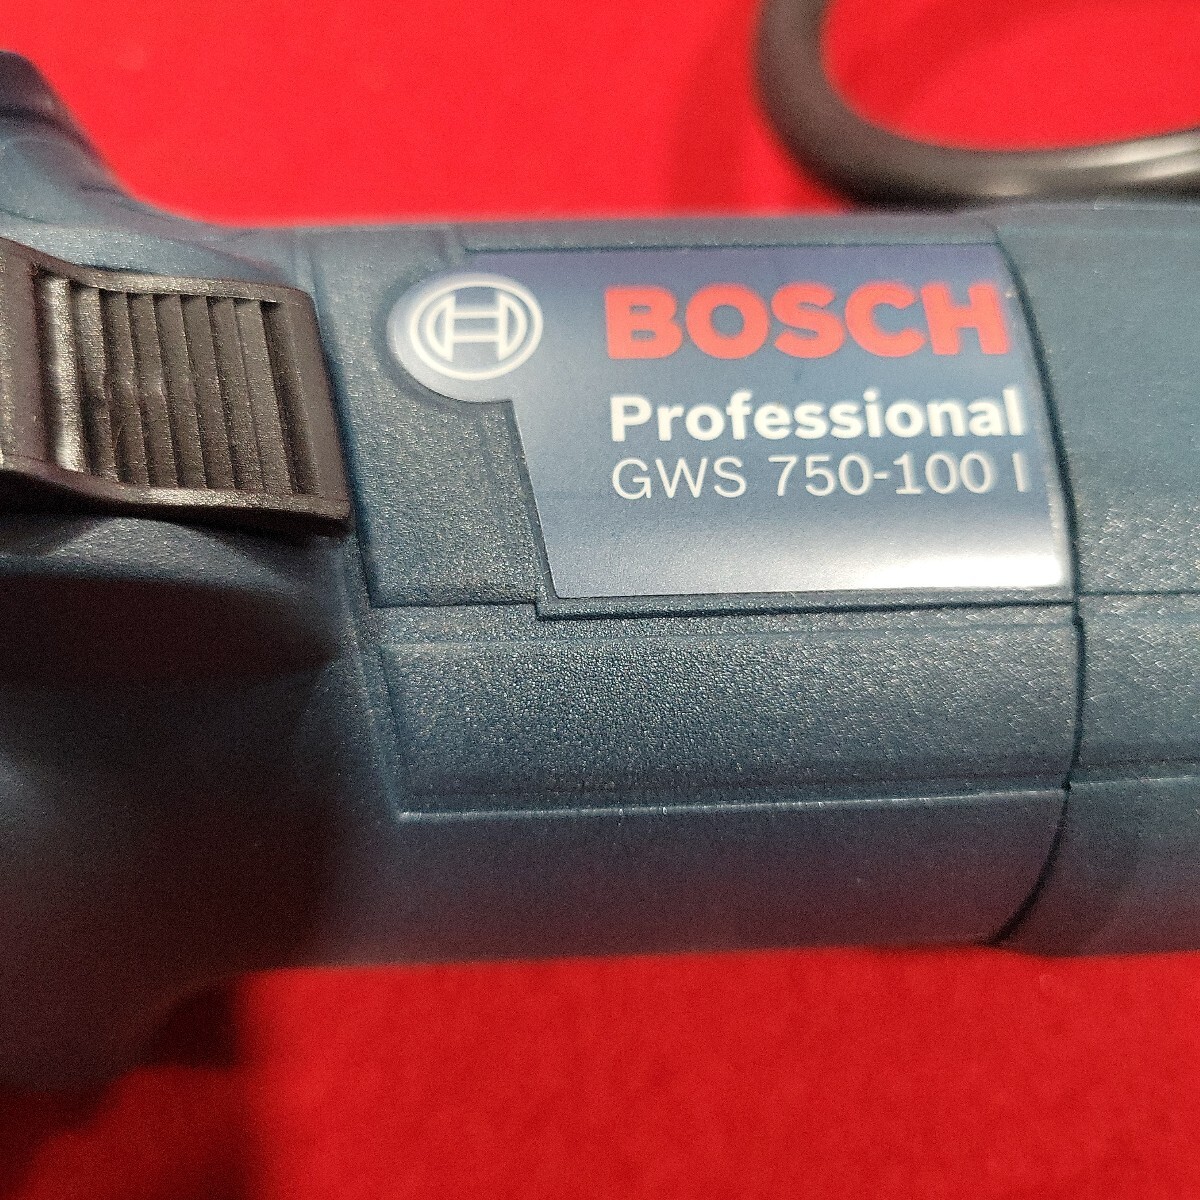 BOSCH
Professional
GWS 750-100 I